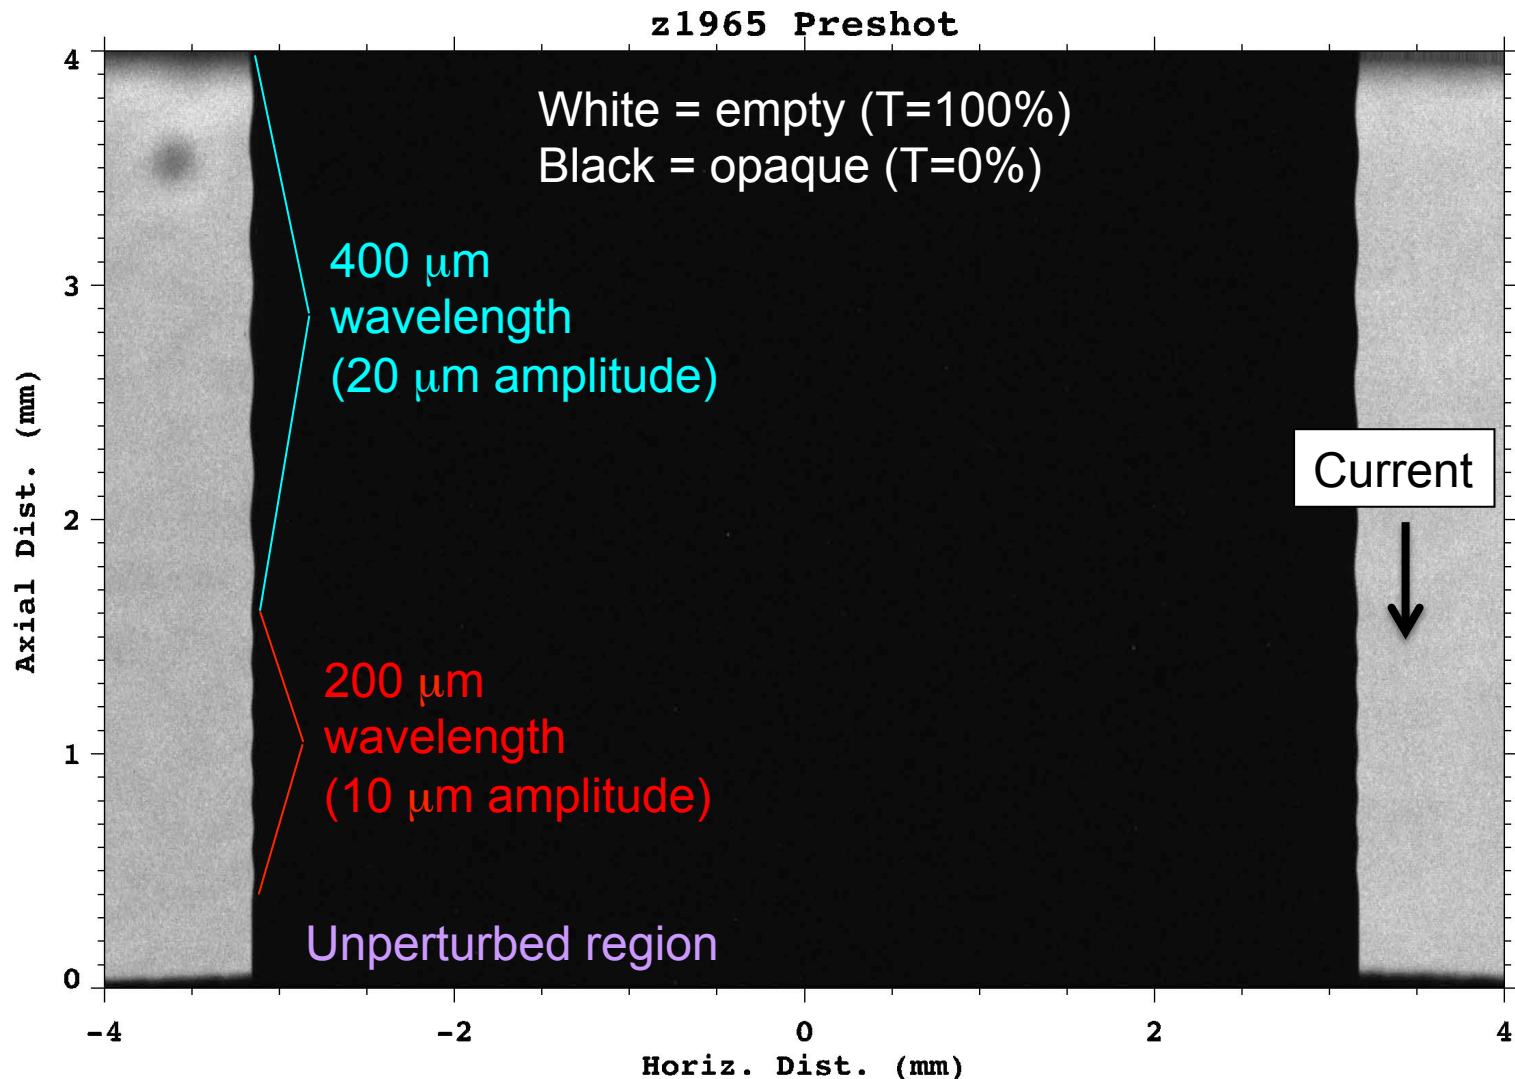 z1965 Preshot
White = empty (T=100%)
Black = opaque (T=0%)
400 μm
wavelength
(20 μm amplitude)
Current
200 μm
wavelength
(10 μm amplitude)
Unperturbed region
Axial Dist. (mm)
4
3
2
1
0
-4
-2
0
2
4
Horiz. Dist. (mm)